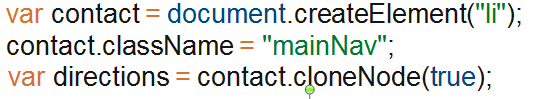 var contact = document.createElement("li");
contact.className = "mainNav";
var directions = contact.cloneNode(true);